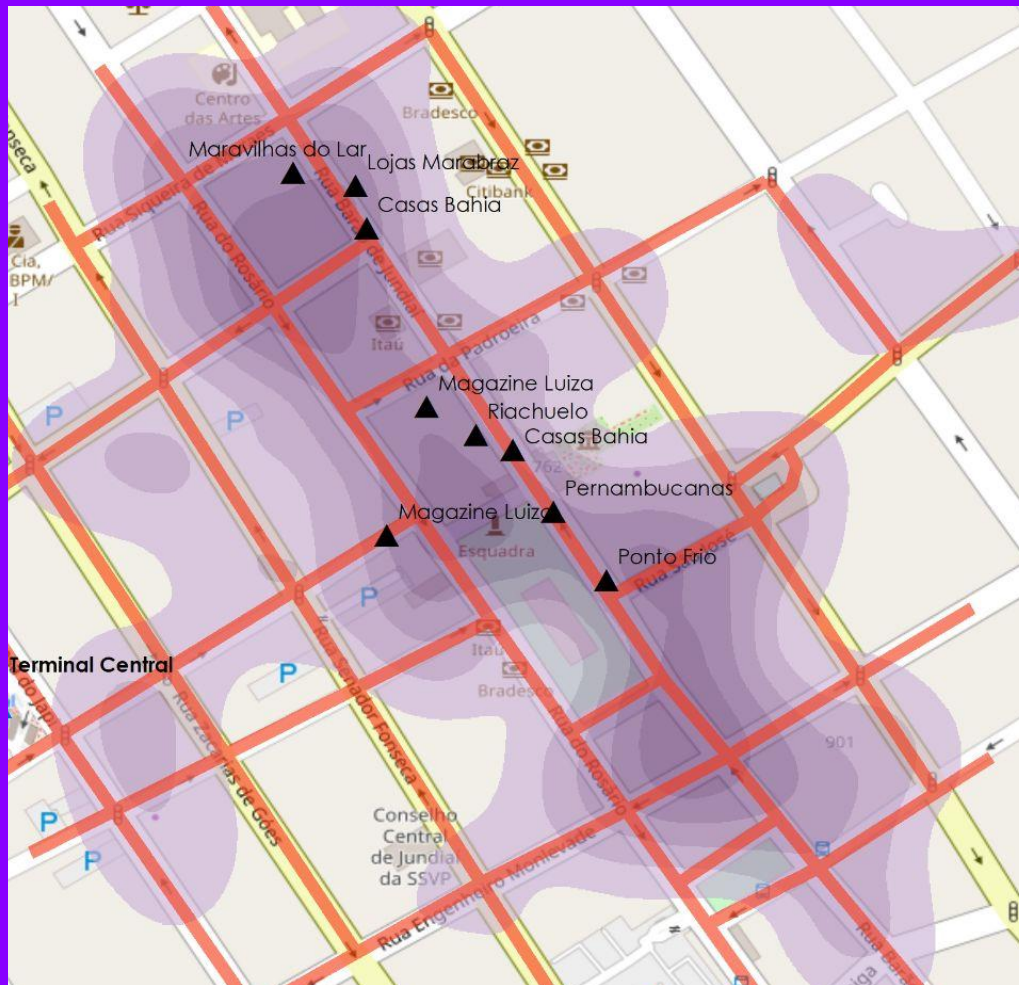 Fonseca
Centro
das Artes
Bradesco
Maravilhas do Lar
Lojas Marabraz
Citibank
Casas Bahia
Rua Siqueira de Moraes
Rua do Rosário
Rua Barão de Jundiaí
Cia,
BPM/
I
Itaú
Rua da Padroeira
Magazine Luiza
Riachuelo
Casas Bahia
762
P
P
Pernambucanas
Magazine Luiza
Esquadra
Ponto Frio
Rua São José
P
Itaú
Bradesco
Terminal Central
P
Rua Senador Fonseca
Rua Zacarias de Góes
Rua do Rosário
901
P
P
Conselho
Central
de Jundiaí
da SSVP
Rua Engenheiro Monlevade